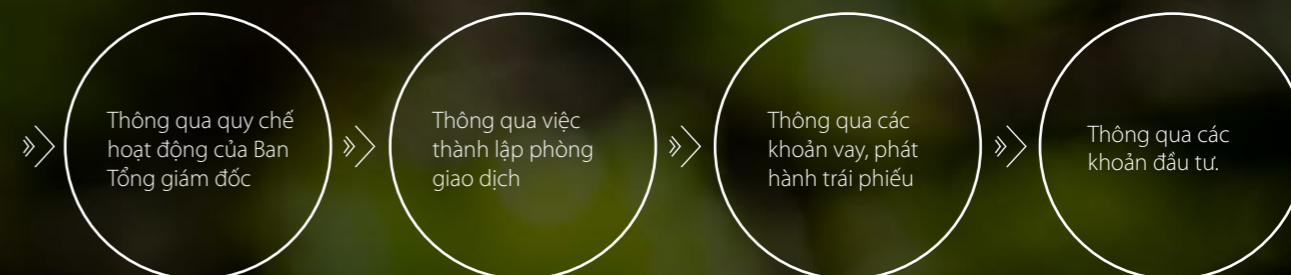 Thông qua quy chế
hoạt động của Ban
Tổng giám đốc
Thông qua việc
thành lập phòng
giao dịch
Thông qua các
khoản vay, phát
hành trái phiếu
Thông qua các
khoản đầu tư.